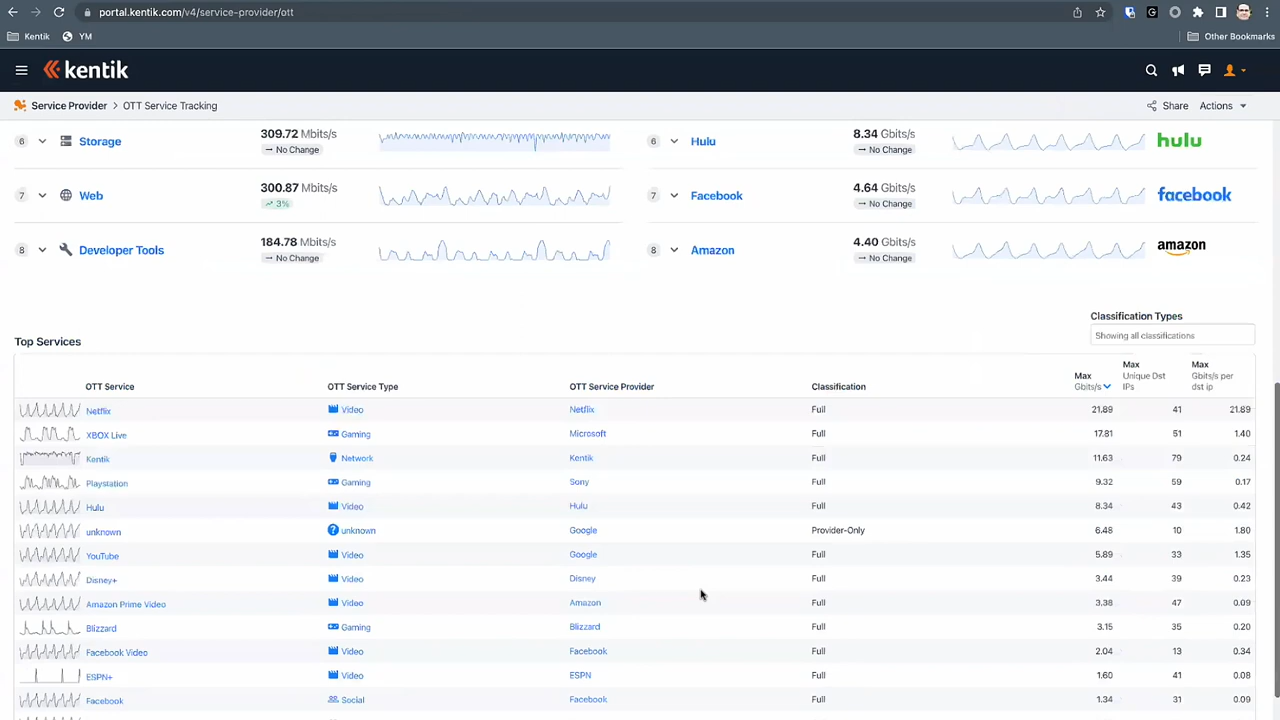 portal.kentik.com/v4/service-provider/ott
Kentik YM Other Bookmarks
kentik
Service Provider > OTT Service Tracking Share Actions
6 Storage 309.72 Mbits/s → No Change
6 Hulu 8.34 Gbits/s → No Change hulu
7 Web 300.87 Mbits/s 3%
7 Facebook 4.64 Gbits/s → No Change facebook
8 Developer Tools 184.78 Mbits/s → No Change
8 Amazon 4.40 Gbits/s → No Change amazon
Classification Types
Showing all classifications
Top Services
OTT Service OTT Service Type OTT Service Provider Classification Max Gbits/s Max Unique Dst IPs Max Gbits/s per dst ip
Netflix Video Netflix Full 21.89 41 21.89
XBOX Live Gaming Microsoft Full 17.81 51 1.40
Kentik Network Kentik Full 11.63 79 0.24
Playstation Gaming Sony Full 9.32 59 0.17
Hulu Video Hulu Full 8.34 43 0.42
unknown unknown Google Provider-Only 6.48 10 1.80
YouTube Video Google Full 5.89 33 1.35
Disney+ Video Disney Full 3.44 39 0.23
Amazon Prime Video Video Amazon Full 3.38 47 0.09
Blizzard Gaming Blizzard Full 3.15 35 0.20
Facebook Video Video Facebook Full 2.04 13 0.34
ESPN+ Video ESPN Full 1.60 41 0.08
Facebook Social Facebook Full 1.34 31 0.09